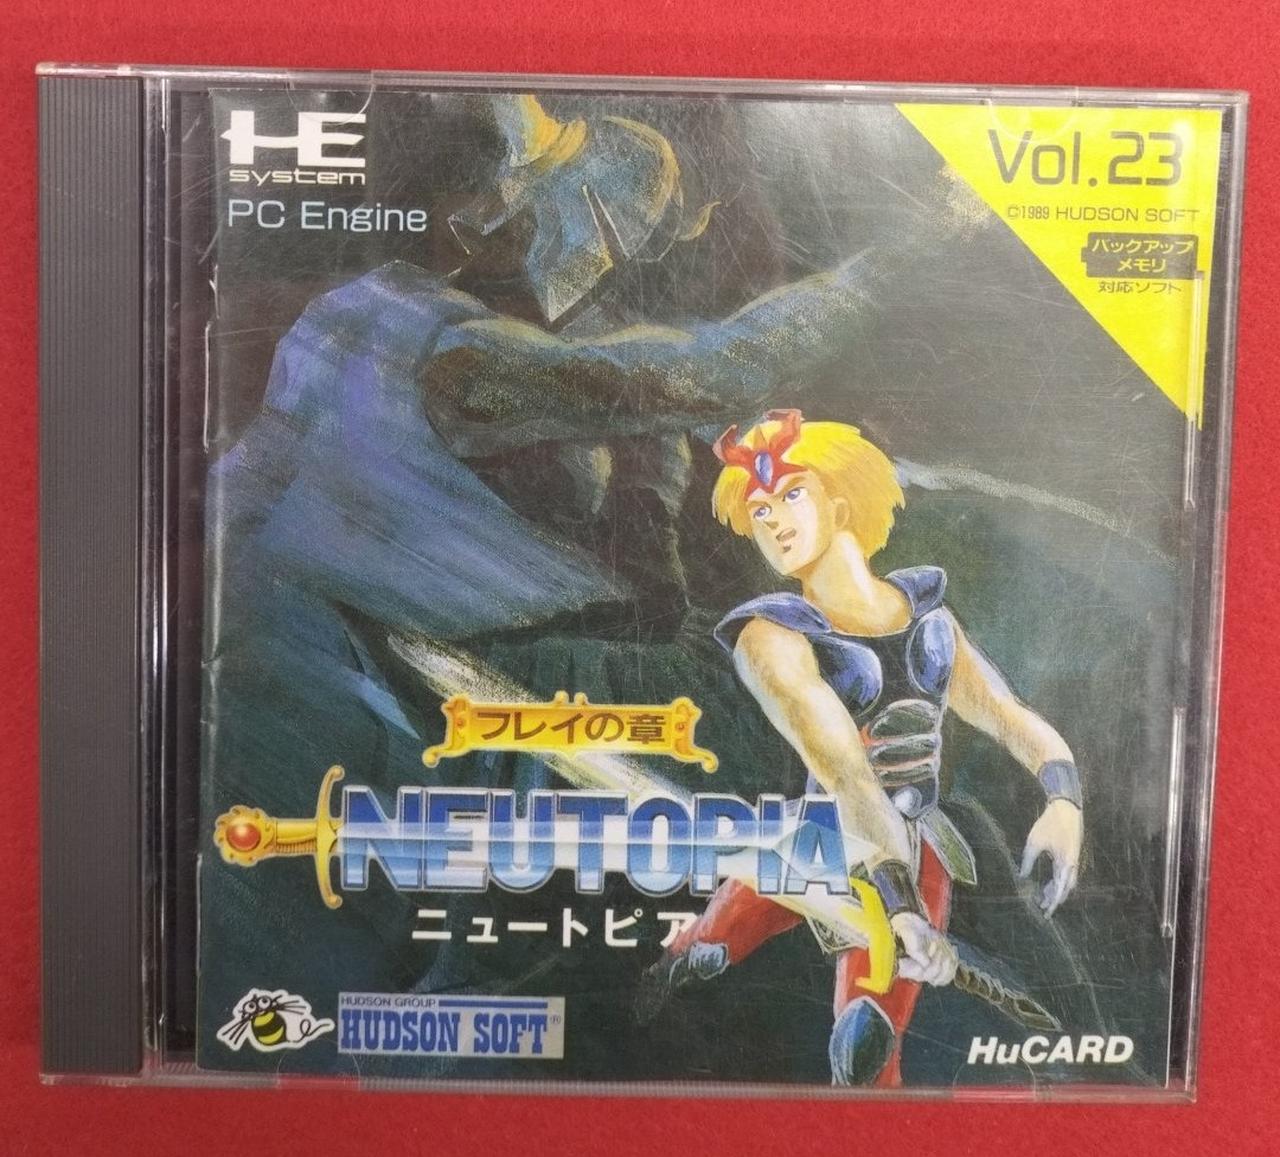 HE
system
PC Engine
Vol.23
©1989 HUDSON SOFT
バックアップ
メモリ
対応ソフト
フレイの章
NEUTOPIA
ニュートピア
HUDSON GROUP
HUDSON SOFT®
HuCARD